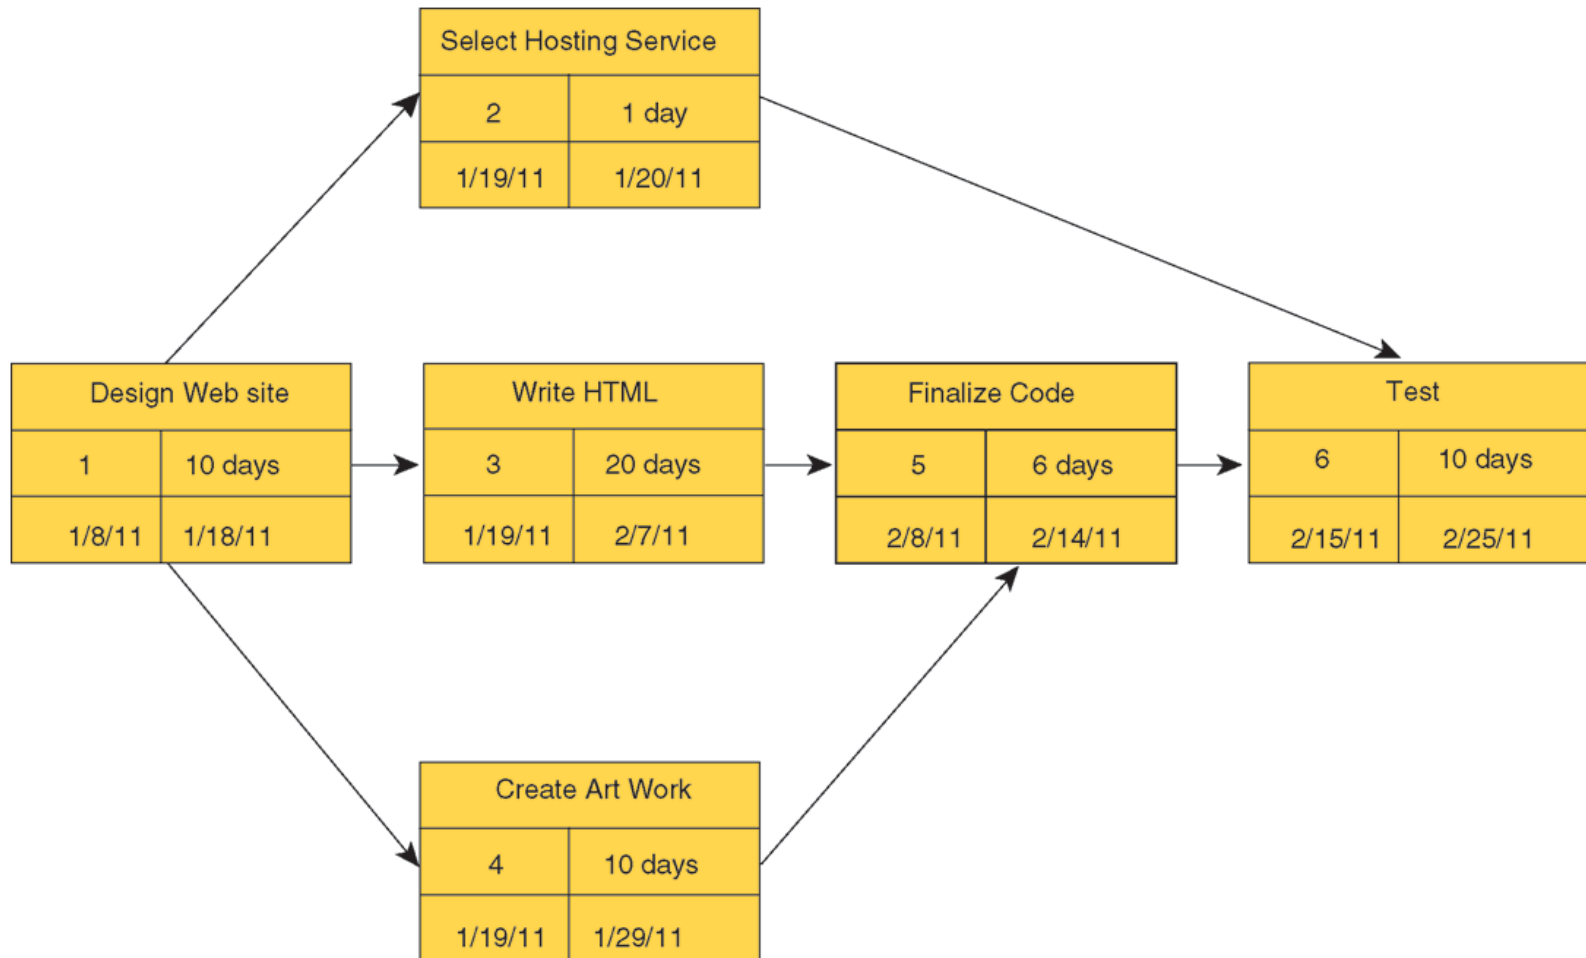 Select Hosting Service
2 1 day
1/19/11 1/20/11
Design Web site
1 10 days
1/8/11 1/18/11
Write HTML
3 20 days
1/19/11 2/7/11
Finalize Code
5 6 days
2/8/11 2/14/11
Test
6 10 days
2/15/11 2/25/11
Create Art Work
4 10 days
1/19/11 1/29/11